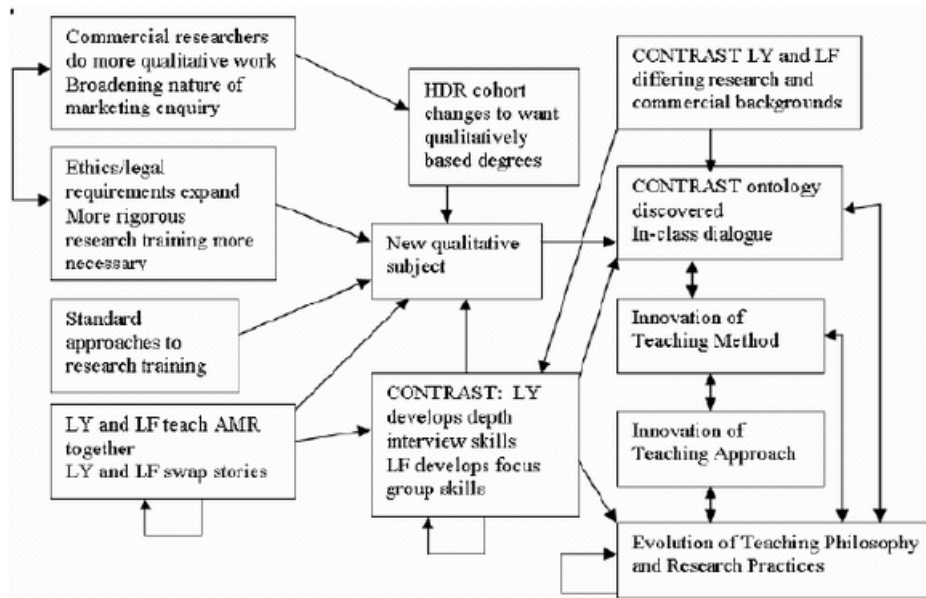 Commercial researchers
do more qualitative work
Broadening nature of
marketing enquiry
HDR cohort
changes to want
qualitatively
based degrees
CONTRAST LY and LF
differing research and
commercial backgrounds
Ethics/legal
requirements expand
More rigorous
research training more
necessary
New qualitative
subject
CONTRAST ontology
discovered
In-class dialogue
Standard
approaches to
research training
Innovation of
Teaching Method
LY and LF teach AMR
together
LY and LF swap stories
CONTRAST: LY
develops depth
interview skills
LF develops focus
group skills
Innovation of
Teaching Approach
Evolution of Teaching Philosophy
and Research Practices